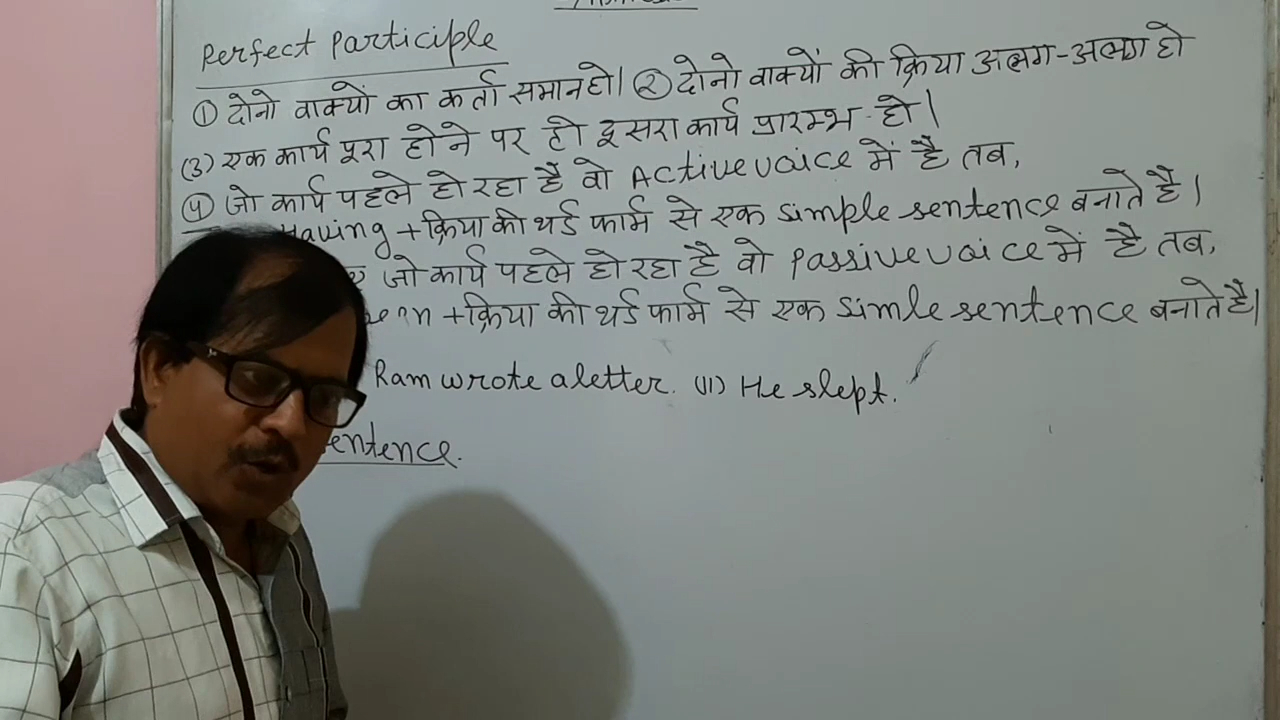 Perfect Participle
① दोनो वाक्यों का कर्ता समान हो। ② दोनो वाक्यों की क्रिया अलग-अलग हो
(3) एक कार्य पूरा होने पर ही दूसरा कार्य प्रारम्भ हो।
④ जो कार्य पहले हो रहा है वो Active voice में है तब,
Having + क्रिया की थर्ड फार्म से एक simple sentence बनाते है।
जो कार्य पहले हो रहा है वो passive voice में है तब,
+ क्रिया की थर्ड फार्म से एक simle sentence बनाते है।
Ram wrote a letter. (II) He slept.
entence.